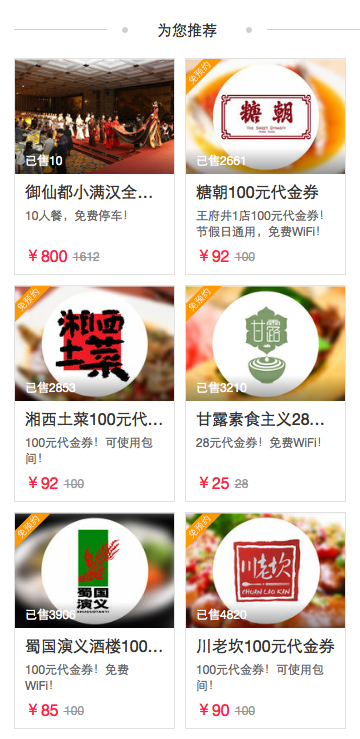 为您推荐
已售10
御仙都小满汉全…
10人餐，免费停车！
￥800 1612
免预约
糖朝
THE SWEET DYNASTY
已售2661
糖朝100元代金券
王府井1店100元代金券！
节假日通用，免费WiFi！
￥92 100
免预约
湘西
土菜
已售2853
湘西土菜100元代…
100元代金券！可使用包
间！
￥92 100
免预约
甘露
已售3210
甘露素食主义28…
28元代金券！免费WiFi！
￥25 28
免预约
蜀国
演义
已售3906
蜀国演义酒楼100…
100元代金券！免费
WiFi！
￥85 100
免预约
川老坎
CHUAN LAO KAN
已售4820
川老坎100元代金券
100元代金券！可使用包
间！
￥90 100